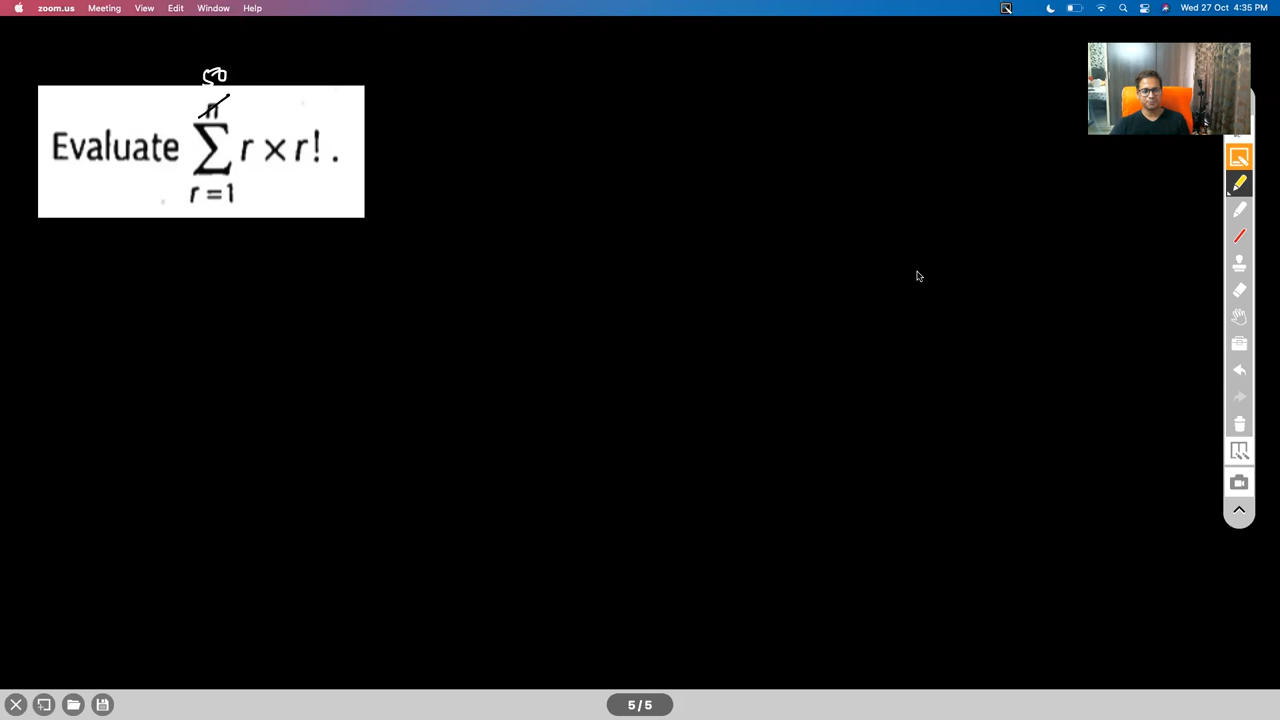 zoom.us Meeting View Edit Window Help Wed 27 Oct 4:35 PM
50
n
Evaluate ∑ r × r! .
r = 1
5 / 5